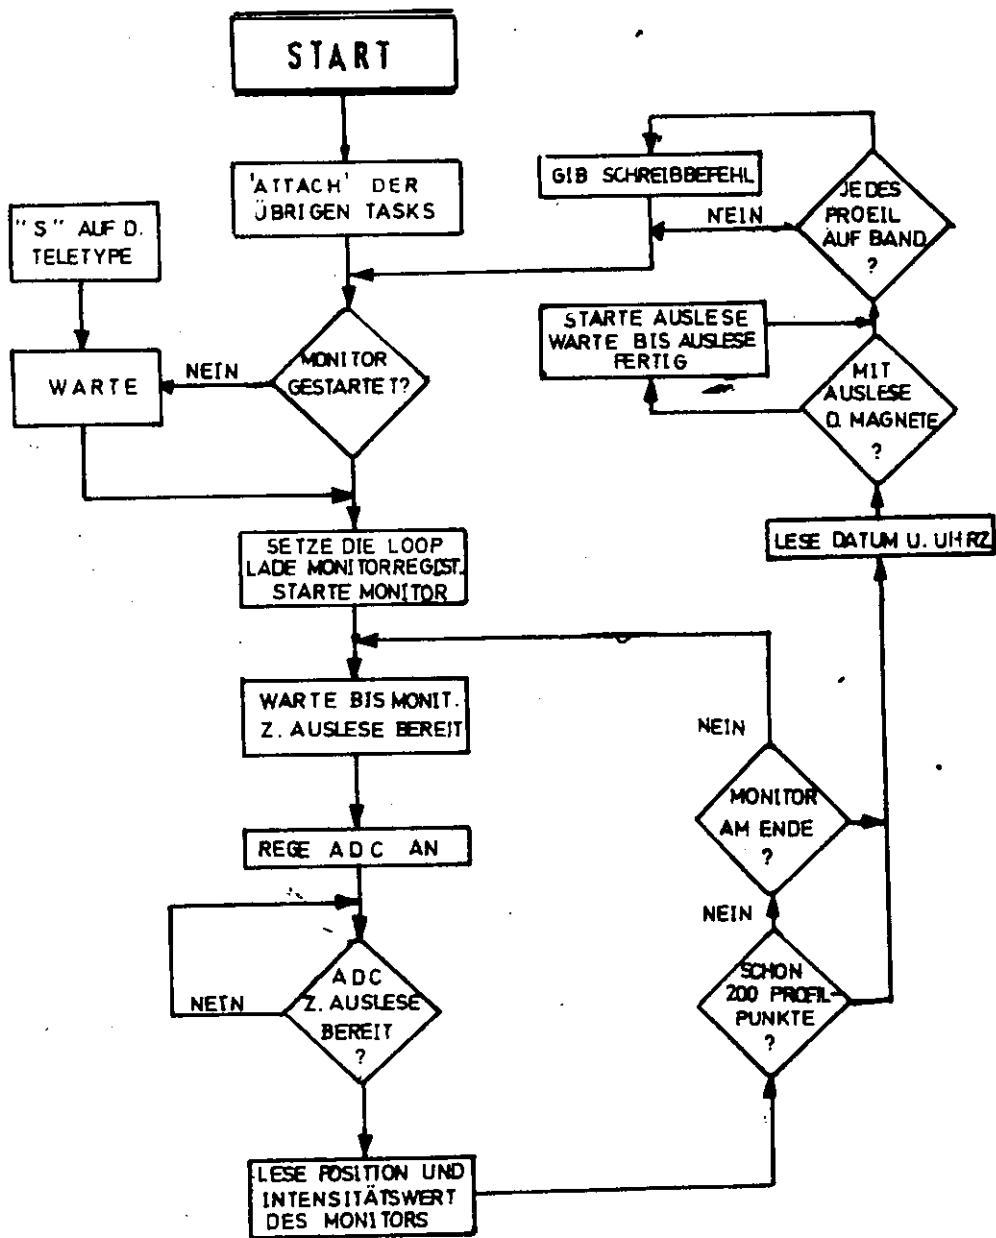 START
'ATTACH' DER
ÜBRIGEN TASKS
"S" AUF D.
TELETYPE
WARTE
NEIN
MONITOR
GESTARTET?
SETZE DIE LOOP
LADE MONITORREGIST.
STARTE MONITOR
WARTE BIS MONIT.
Z. AUSLESE BEREIT
REGE ADC AN
NEIN
ADC
Z. AUSLESE
BEREIT
?
LESE POSITION UND
INTENSITÄTSWERT
DES MONITORS
SCHON
200 PROFIL-
PUNKTE
?
NEIN
MONITOR
AM ENDE
?
NEIN
LESE DATUM U. UHRZ.
MIT
AUSLESE
D. MAGNETE
?
STARTE AUSLESE
WARTE BIS AUSLESE
FERTIG
JEDES
PROFIL
AUF BAND
?
NEIN
GIB SCHREIBBEFEHL